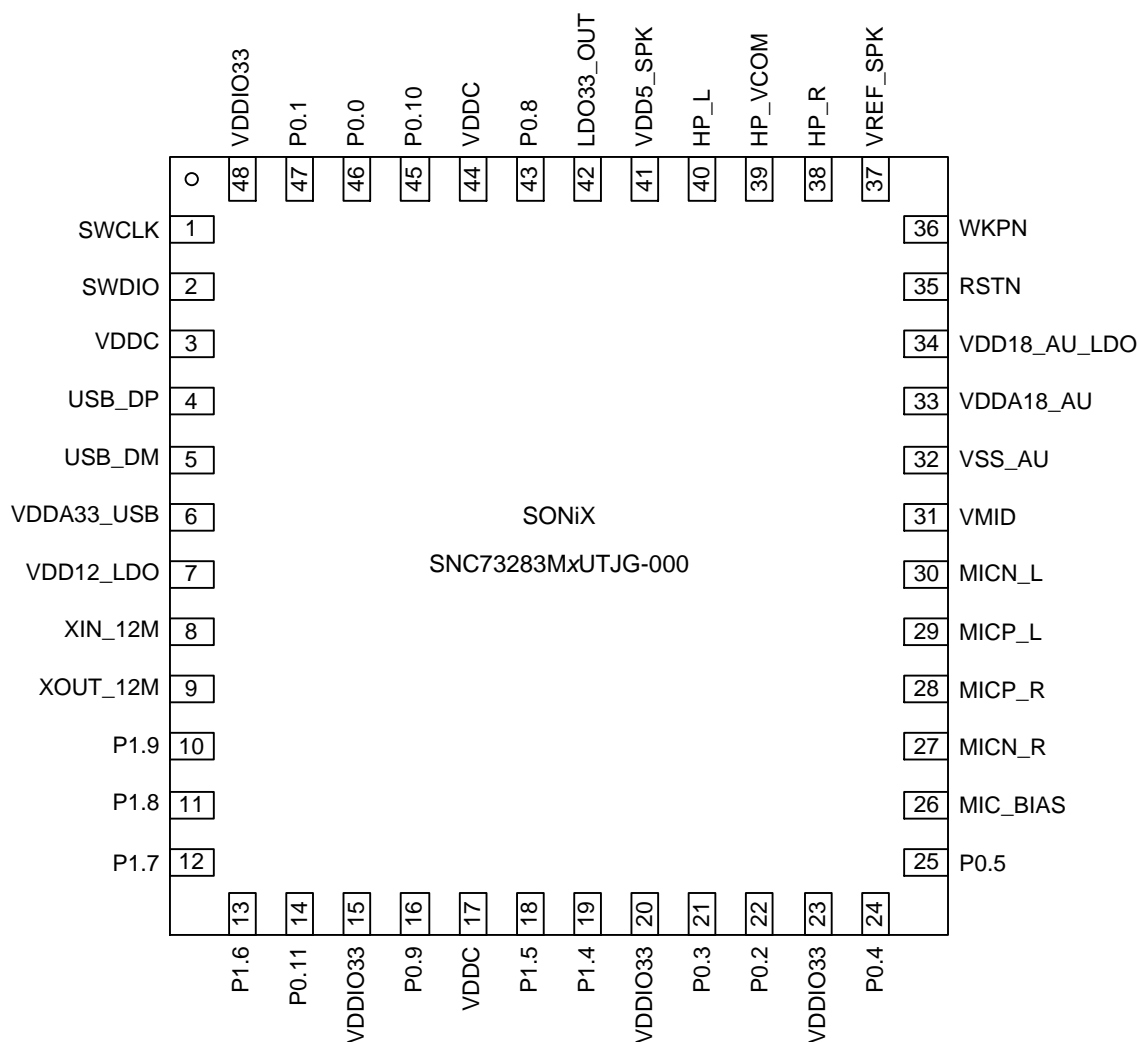 VDDIO33
P0.1
P0.0
P0.10
VDDC
P0.8
LDO33_OUT
VDD5_SPK
HP_L
HP_VCOM
HP_R
VREF_SPK
48
47
46
45
44
43
42
41
40
39
38
37
SWCLK 1
36 WKPN
SWDIO 2
35 RSTN
VDDC 3
34 VDD18_AU_LDO
USB_DP 4
33 VDDA18_AU
USB_DM 5
32 VSS_AU
VDDA33_USB 6
31 VMID
SONiX
VDD12_LDO 7
30 MICN_L
SNC73283MxUTJG-000
XIN_12M 8
29 MICP_L
XOUT_12M 9
28 MICP_R
P1.9 10
27 MICN_R
P1.8 11
26 MIC_BIAS
P1.7 12
25 P0.5
13
14
15
16
17
18
19
20
21
22
23
24
P1.6
P0.11
VDDIO33
P0.9
VDDC
P1.5
P1.4
VDDIO33
P0.3
P0.2
VDDIO33
P0.4